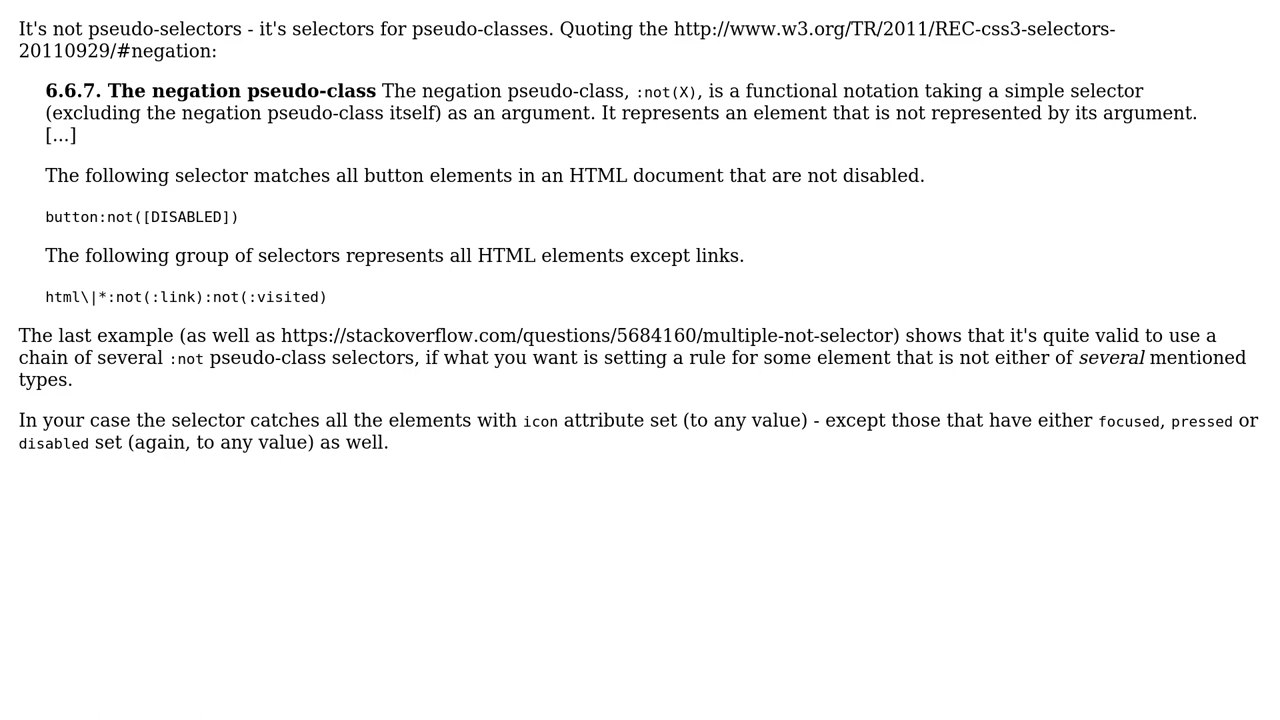 It's not pseudo-selectors - it's selectors for pseudo-classes. Quoting the http://www.w3.org/TR/2011/REC-css3-selectors-
20110929/#negation:
6.6.7. The negation pseudo-class The negation pseudo-class, :not(X), is a functional notation taking a simple selector
(excluding the negation pseudo-class itself) as an argument. It represents an element that is not represented by its argument.
[...]
The following selector matches all button elements in an HTML document that are not disabled.
button:not([DISABLED])
The following group of selectors represents all HTML elements except links.
html\|*:not(:link):not(:visited)
The last example (as well as https://stackoverflow.com/questions/5684160/multiple-not-selector) shows that it's quite valid to use a
chain of several :not pseudo-class selectors, if what you want is setting a rule for some element that is not either of several mentioned
types.
In your case the selector catches all the elements with icon attribute set (to any value) - except those that have either focused, pressed or
disabled set (again, to any value) as well.